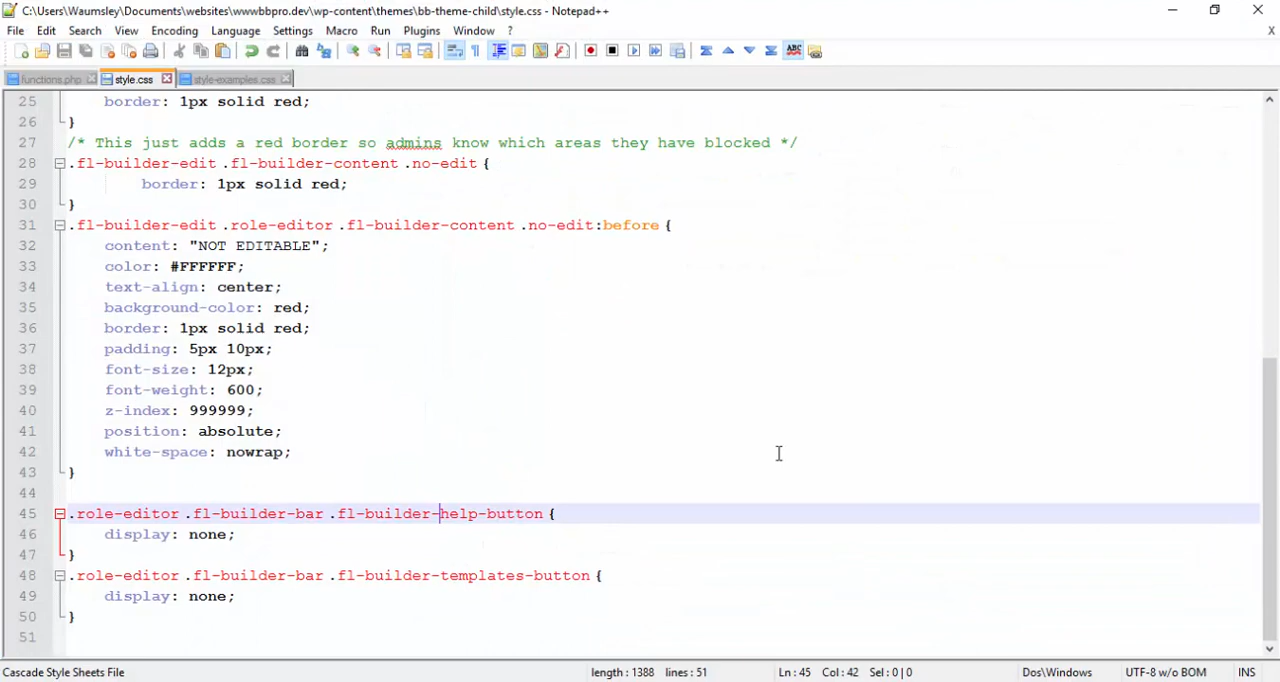 C:\Users\Waumsley\Documents\websites\wwwbbpro.dev\wp-content\themes\bb-theme-child\style.css - Notepad++
File Edit Search View Encoding Language Settings Macro Run Plugins Window ? X
functions.php style.css style-examples.css
25 border: 1px solid red;
26 }
27 /* This just adds a red border so admins know which areas they have blocked */
28 .fl-builder-edit .fl-builder-content .no-edit {
29 border: 1px solid red;
30 }
31 .fl-builder-edit .role-editor .fl-builder-content .no-edit:before {
32 content: "NOT EDITABLE";
33 color: #FFFFFF;
34 text-align: center;
35 background-color: red;
36 border: 1px solid red;
37 padding: 5px 10px;
38 font-size: 12px;
39 font-weight: 600;
40 z-index: 999999;
41 position: absolute;
42 white-space: nowrap;
43 }
44
45 .role-editor .fl-builder-bar .fl-builder-help-button {
46 display: none;
47 }
48 .role-editor .fl-builder-bar .fl-builder-templates-button {
49 display: none;
50 }
51
Cascade Style Sheets File length : 1388 lines : 51 Ln : 45 Col : 42 Sel : 0 | 0 Dos\Windows UTF-8 w/o BOM INS